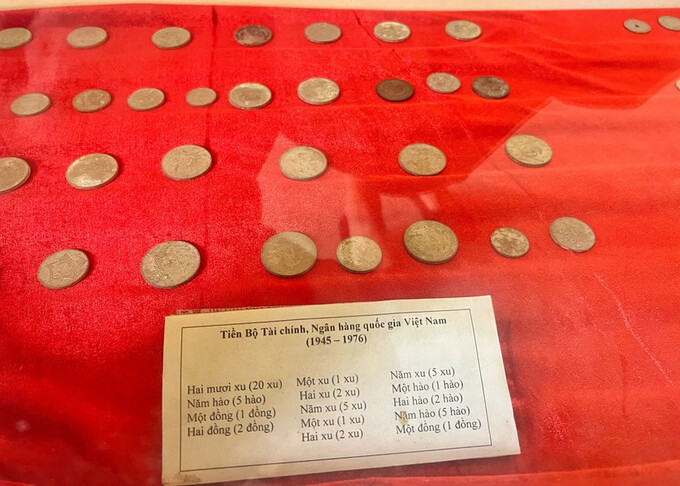 Tiền Bộ Tài chính, Ngân hàng quốc gia Việt Nam
(1945 – 1976)
Hai mươi xu (20 xu)
Năm hào (5 hào)
Một đồng (1 đồng)
Hai đồng (2 đồng)
Một xu (1 xu)
Hai xu (2 xu)
Năm xu (5 xu)
Một xu (1 xu)
Hai xu (2 xu)
Năm xu (5 xu)
Một hào (1 hào)
Hai hào (2 hào)
Năm hào (5 hào)
Một đồng (1 đồng)